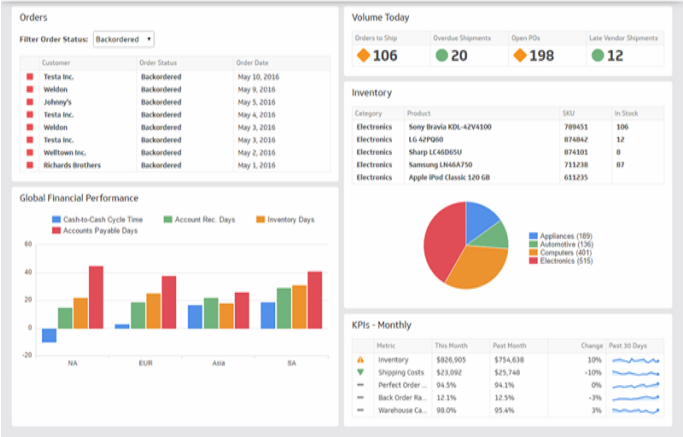 Orders
Filter Order Status: Backordered
Customer Order Status Order Date
Testa Inc. Backordered May 10, 2016
Weldon Backordered May 9, 2016
Johnny's Backordered May 5, 2016
Testa Inc. Backordered May 4, 2016
Weldon Backordered May 3, 2016
Testa Inc. Backordered May 3, 2016
Welltown Inc. Backordered May 2, 2016
Richards Brothers Backordered May 1, 2016
Global Financial Performance
Cash-to-Cash Cycle Time Account Rec. Days Inventory Days
Accounts Payable Days
60
40
20
0
-20
NA EUR Asia SA
Volume Today
Orders to Ship Overdue Shipments Open POs Late Vendor Shipments
106 20 198 12
Inventory
Category Product SKU In Stock
Electronics Sony Bravia KDL-42V4100 789451 106
Electronics LG 42PQ60 874842 12
Electronics Sharp LC46D65U 874101
Electronics Samsung LN46A750 711238 87
Electronics Apple iPod Classic 120 GB 611235
Appliances (189)
Automotive (136)
Computers (401)
Electronics (515)
KPIs - Monthly
Metric This Month Past Month Change Past 30 Days
Inventory $826,905 $754,638 10%
Shipping Costs $23,092 $25,748 -10%
Perfect Order ... 94.5% 94.1% 0%
Back Order Ra... 12.1% 12.5% -3%
Warehouse Ca... 98.0% 95.4% 3%